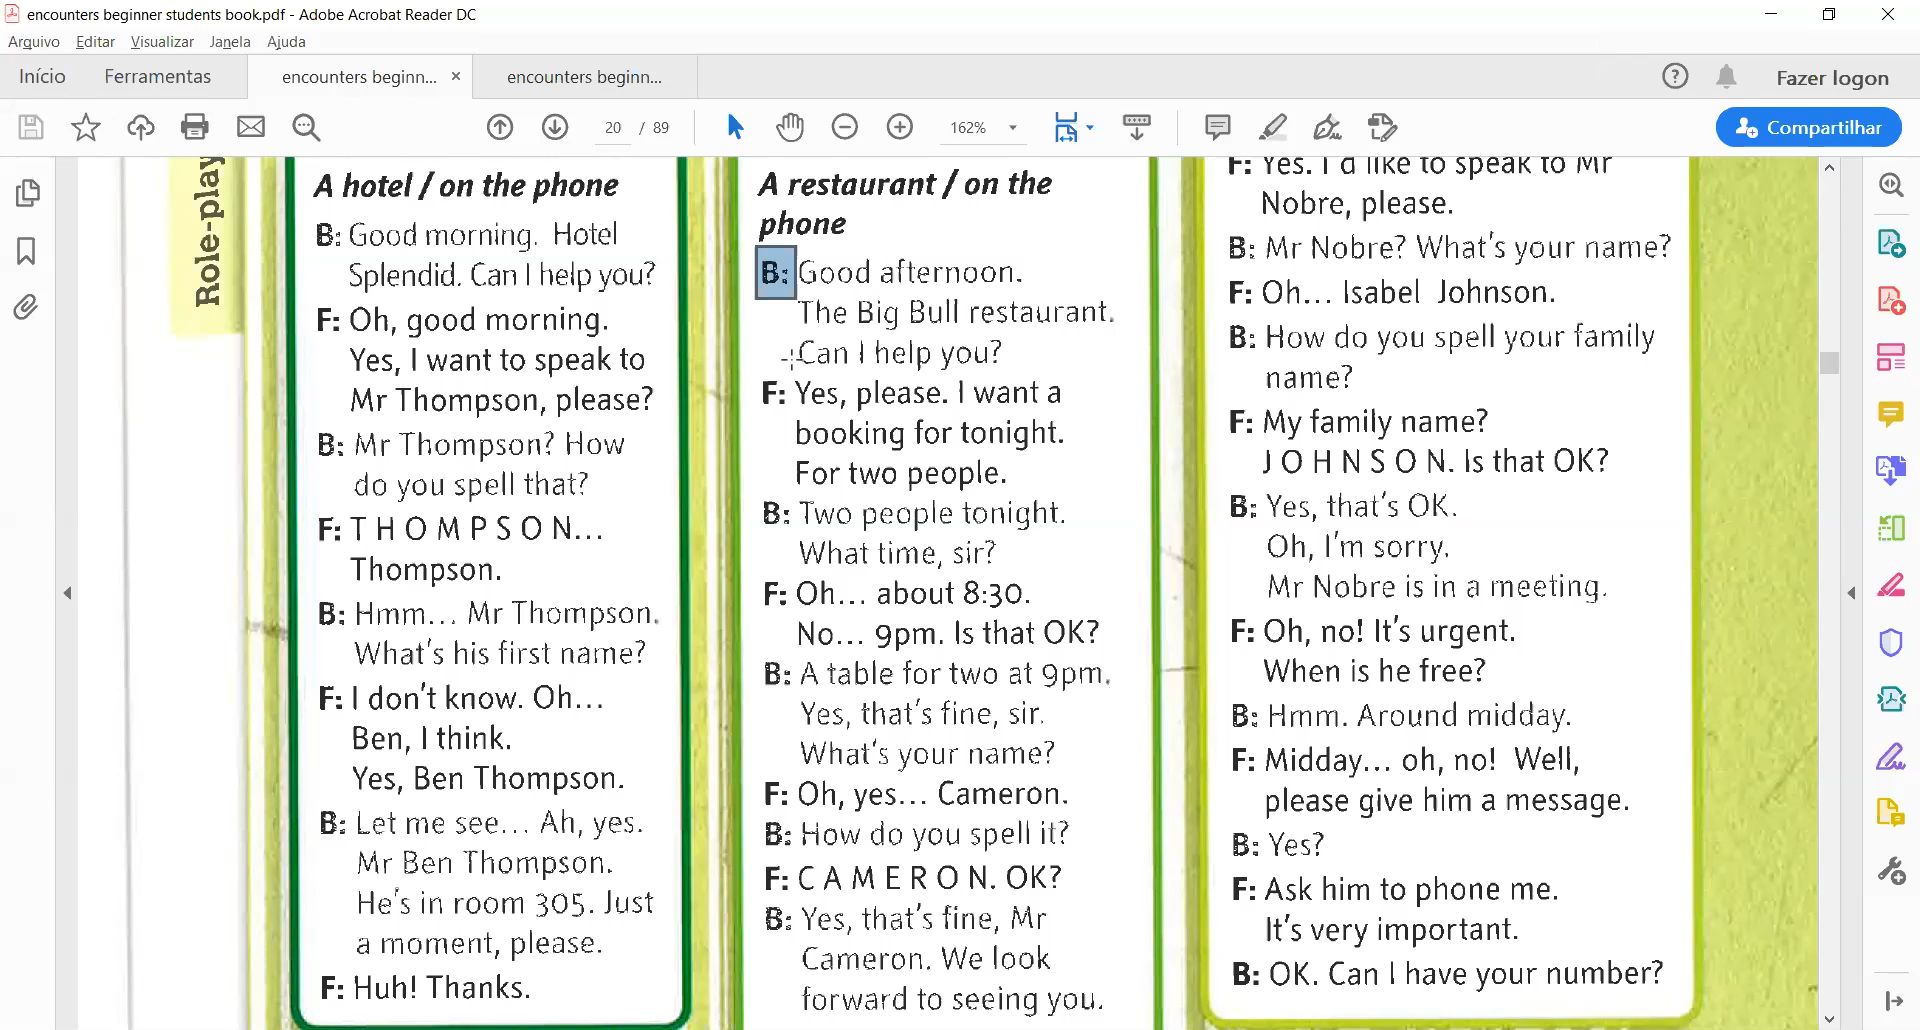 encounters beginner students book.pdf - Adobe Acrobat Reader DC
Arquivo Editar Visualizar Janela Ajuda
Início Ferramentas encounters beginn... × encounters beginn... Fazer logon
20 / 89 162% Compartilhar
Role-play
A hotel / on the phone
B: Good morning. Hotel
Splendid. Can I help you?
F: Oh, good morning.
Yes, I want to speak to
Mr Thompson, please?
B: Mr Thompson? How
do you spell that?
F: T H O M P S O N...
Thompson.
B: Hmm... Mr Thompson.
What's his first name?
F: I don't know. Oh...
Ben, I think.
Yes, Ben Thompson.
B: Let me see... Ah, yes.
Mr Ben Thompson.
He's in room 305. Just
a moment, please.
F: Huh! Thanks.
A restaurant / on the
phone
B: Good afternoon.
The Big Bull restaurant.
Can I help you?
F: Yes, please. I want a
booking for tonight.
For two people.
B: Two people tonight.
What time, sir?
F: Oh... about 8:30.
No... 9pm. Is that OK?
B: A table for two at 9pm.
Yes, that's fine, sir.
What's your name?
F: Oh, yes... Cameron.
B: How do you spell it?
F: C A M E R O N. OK?
B: Yes, that's fine, Mr
Cameron. We look
forward to seeing you.
F: Yes. I'd like to speak to Mr
Nobre, please.
B: Mr Nobre? What's your name?
F: Oh... Isabel Johnson.
B: How do you spell your family
name?
F: My family name?
J O H N S O N. Is that OK?
B: Yes, that's OK.
Oh, I'm sorry.
Mr Nobre is in a meeting.
F: Oh, no! It's urgent.
When is he free?
B: Hmm. Around midday.
F: Midday... oh, no! Well,
please give him a message.
B: Yes?
F: Ask him to phone me.
It's very important.
B: OK. Can I have your number?